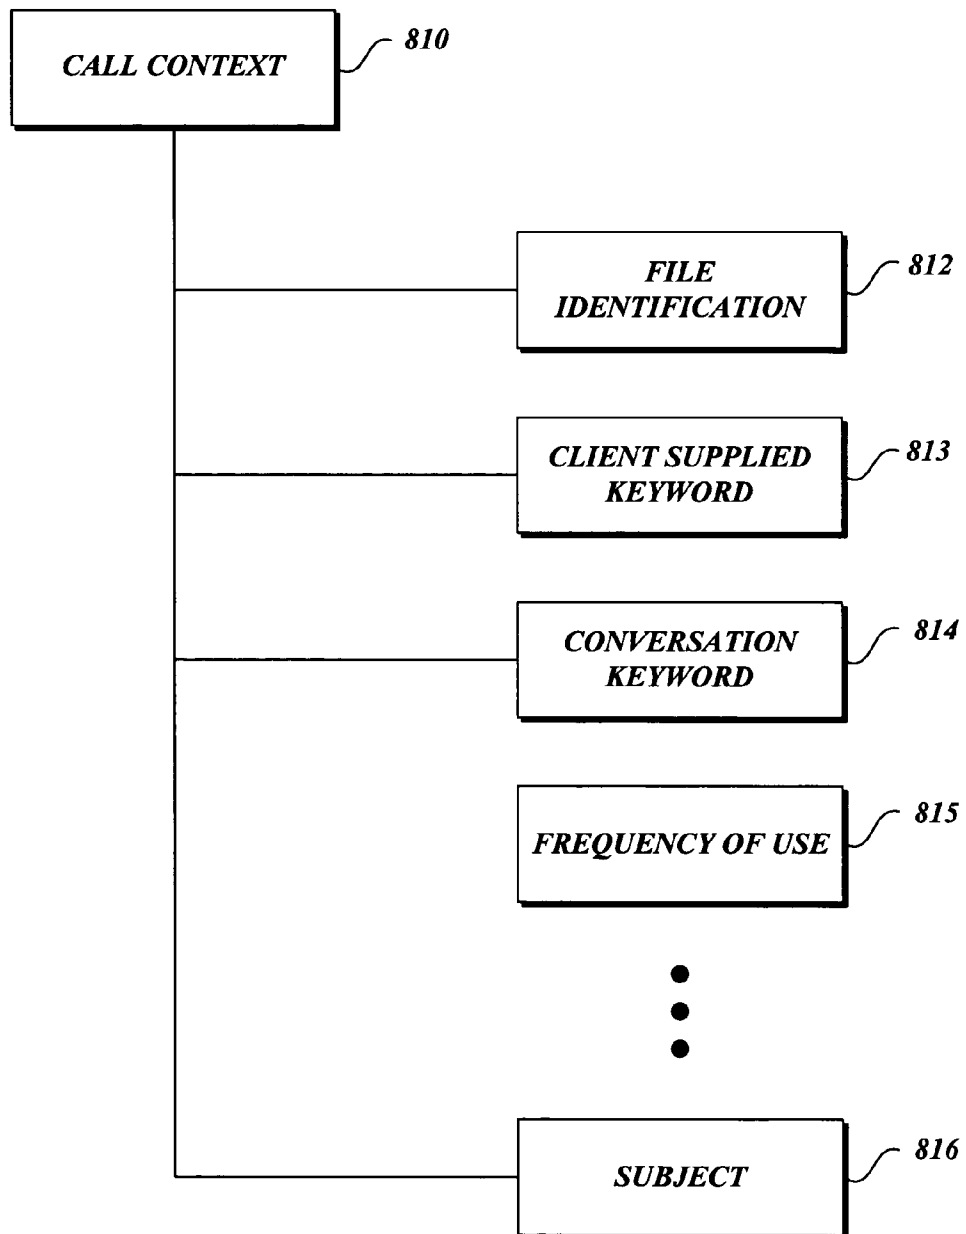 CALL CONTEXT
810
FILE
IDENTIFICATION
812
CLIENT SUPPLIED
KEYWORD
813
CONVERSATION
KEYWORD
814
FREQUENCY OF USE
815
SUBJECT
816